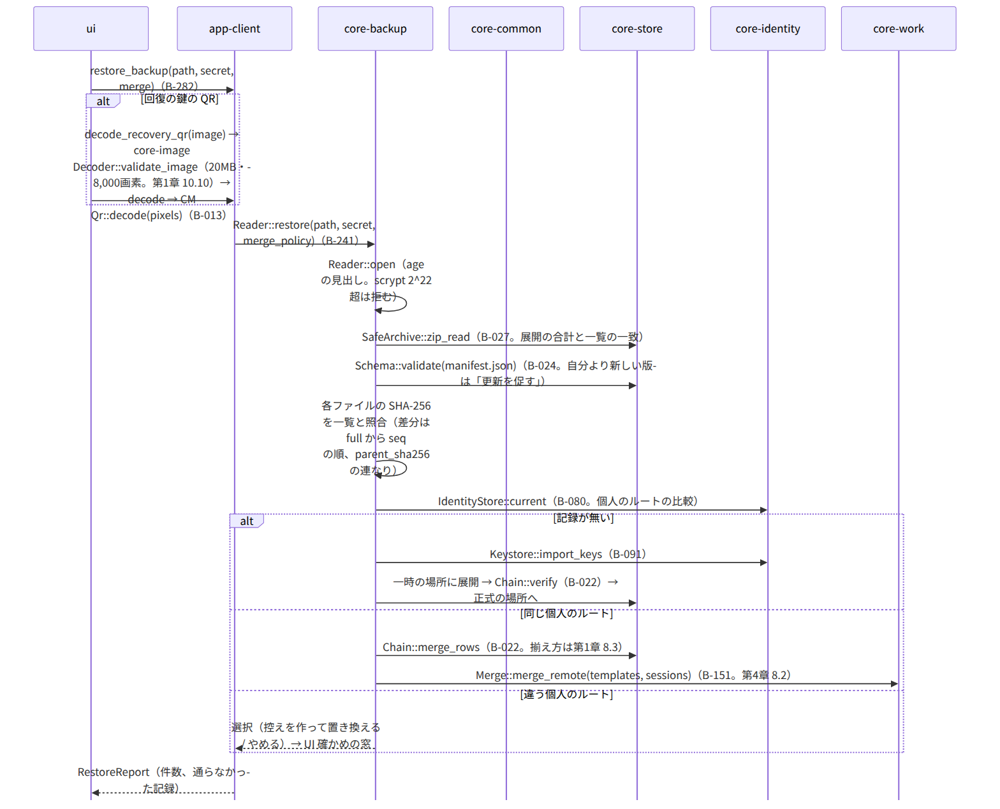 ui
app-client
core-backup
core-common
core-store
core-identity
core-work
restore_backup(path, secret,
merge)（B-282）
alt
[回復の鍵の QR]
decode_recovery_qr(image) →
core-image
Decoder::validate_image（20MB・-
8,000画素。第1章 10.10）→
decode → CM
Qr::decode(pixels)（B-013）
Reader::restore(path, secret,
merge_policy)（B-241）
Reader::open（age
の見出し。scrypt 2^22
超は拒む）
SafeArchive::zip_read（B-027。展開の合計と一覧の一致）
Schema::validate(manifest.json)（B-024。自分より新しい版-
は「更新を促す」）
各ファイルの SHA-256
を一覧と照合（差分は
full から seq
の順、parent_sha256
の連なり）
IdentityStore::current（B-080。個人のルートの比較）
alt
[記録が無い]
Keystore::import_keys（B-091）
一時の場所に展開 → Chain::verify（B-022）→
正式の場所へ
[同じ個人のルート]
Chain::merge_rows（B-022。揃え方は第1章 8.3）
Merge::merge_remote(templates, sessions)（B-151。第4章 8.2）
[違う個人のルート]
選択（控えを作って置き換える
/ やめる）→ UI 確かめの窓
RestoreReport（件数、通らなかっ-
た記録）